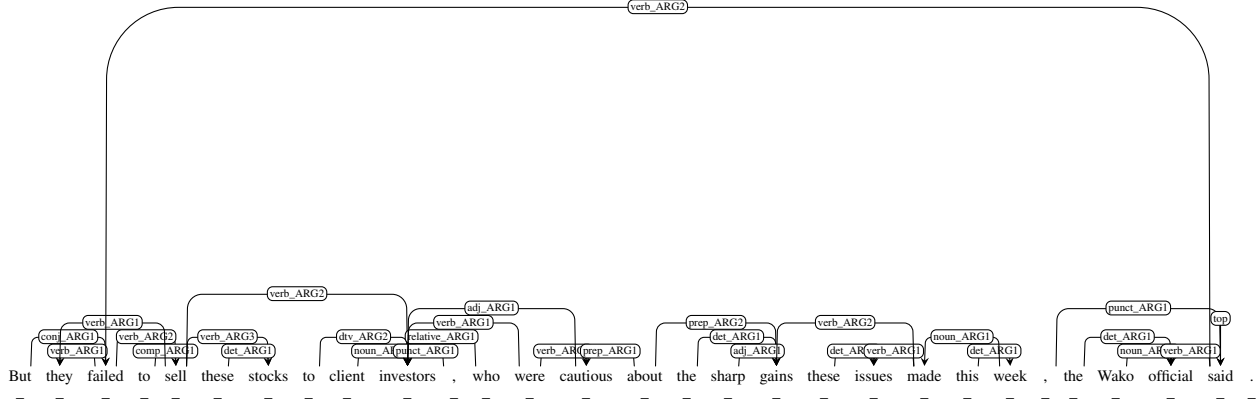 verb_ARG2
verb_ARG2
adj_ARG1
punct_ARG1
verb_ARG1 verb_ARG1 prep_ARG2 verb_ARG2 top
conj_ARG1 verb_ARG2 verb_ARG3 dtv_ARG2 relative_ARG1 det_ARG1 noun_ARG1 det_ARG1
verb_ARG1 comp_ARG1 det_ARG1 punct_ARG1 prep_ARG1 adj_ARG1 verb_ARG1 det_ARG1 verb_ARG1
But they failed to sell these stocks to client investors , who were cautious about the sharp gains these issues made this week , the Wako official said .
_ _ _ _ _ _ _ _ _ _ _ _ _ _ _ _ _ _ _ _ _ _ _ _ _ _ _ _ _ _